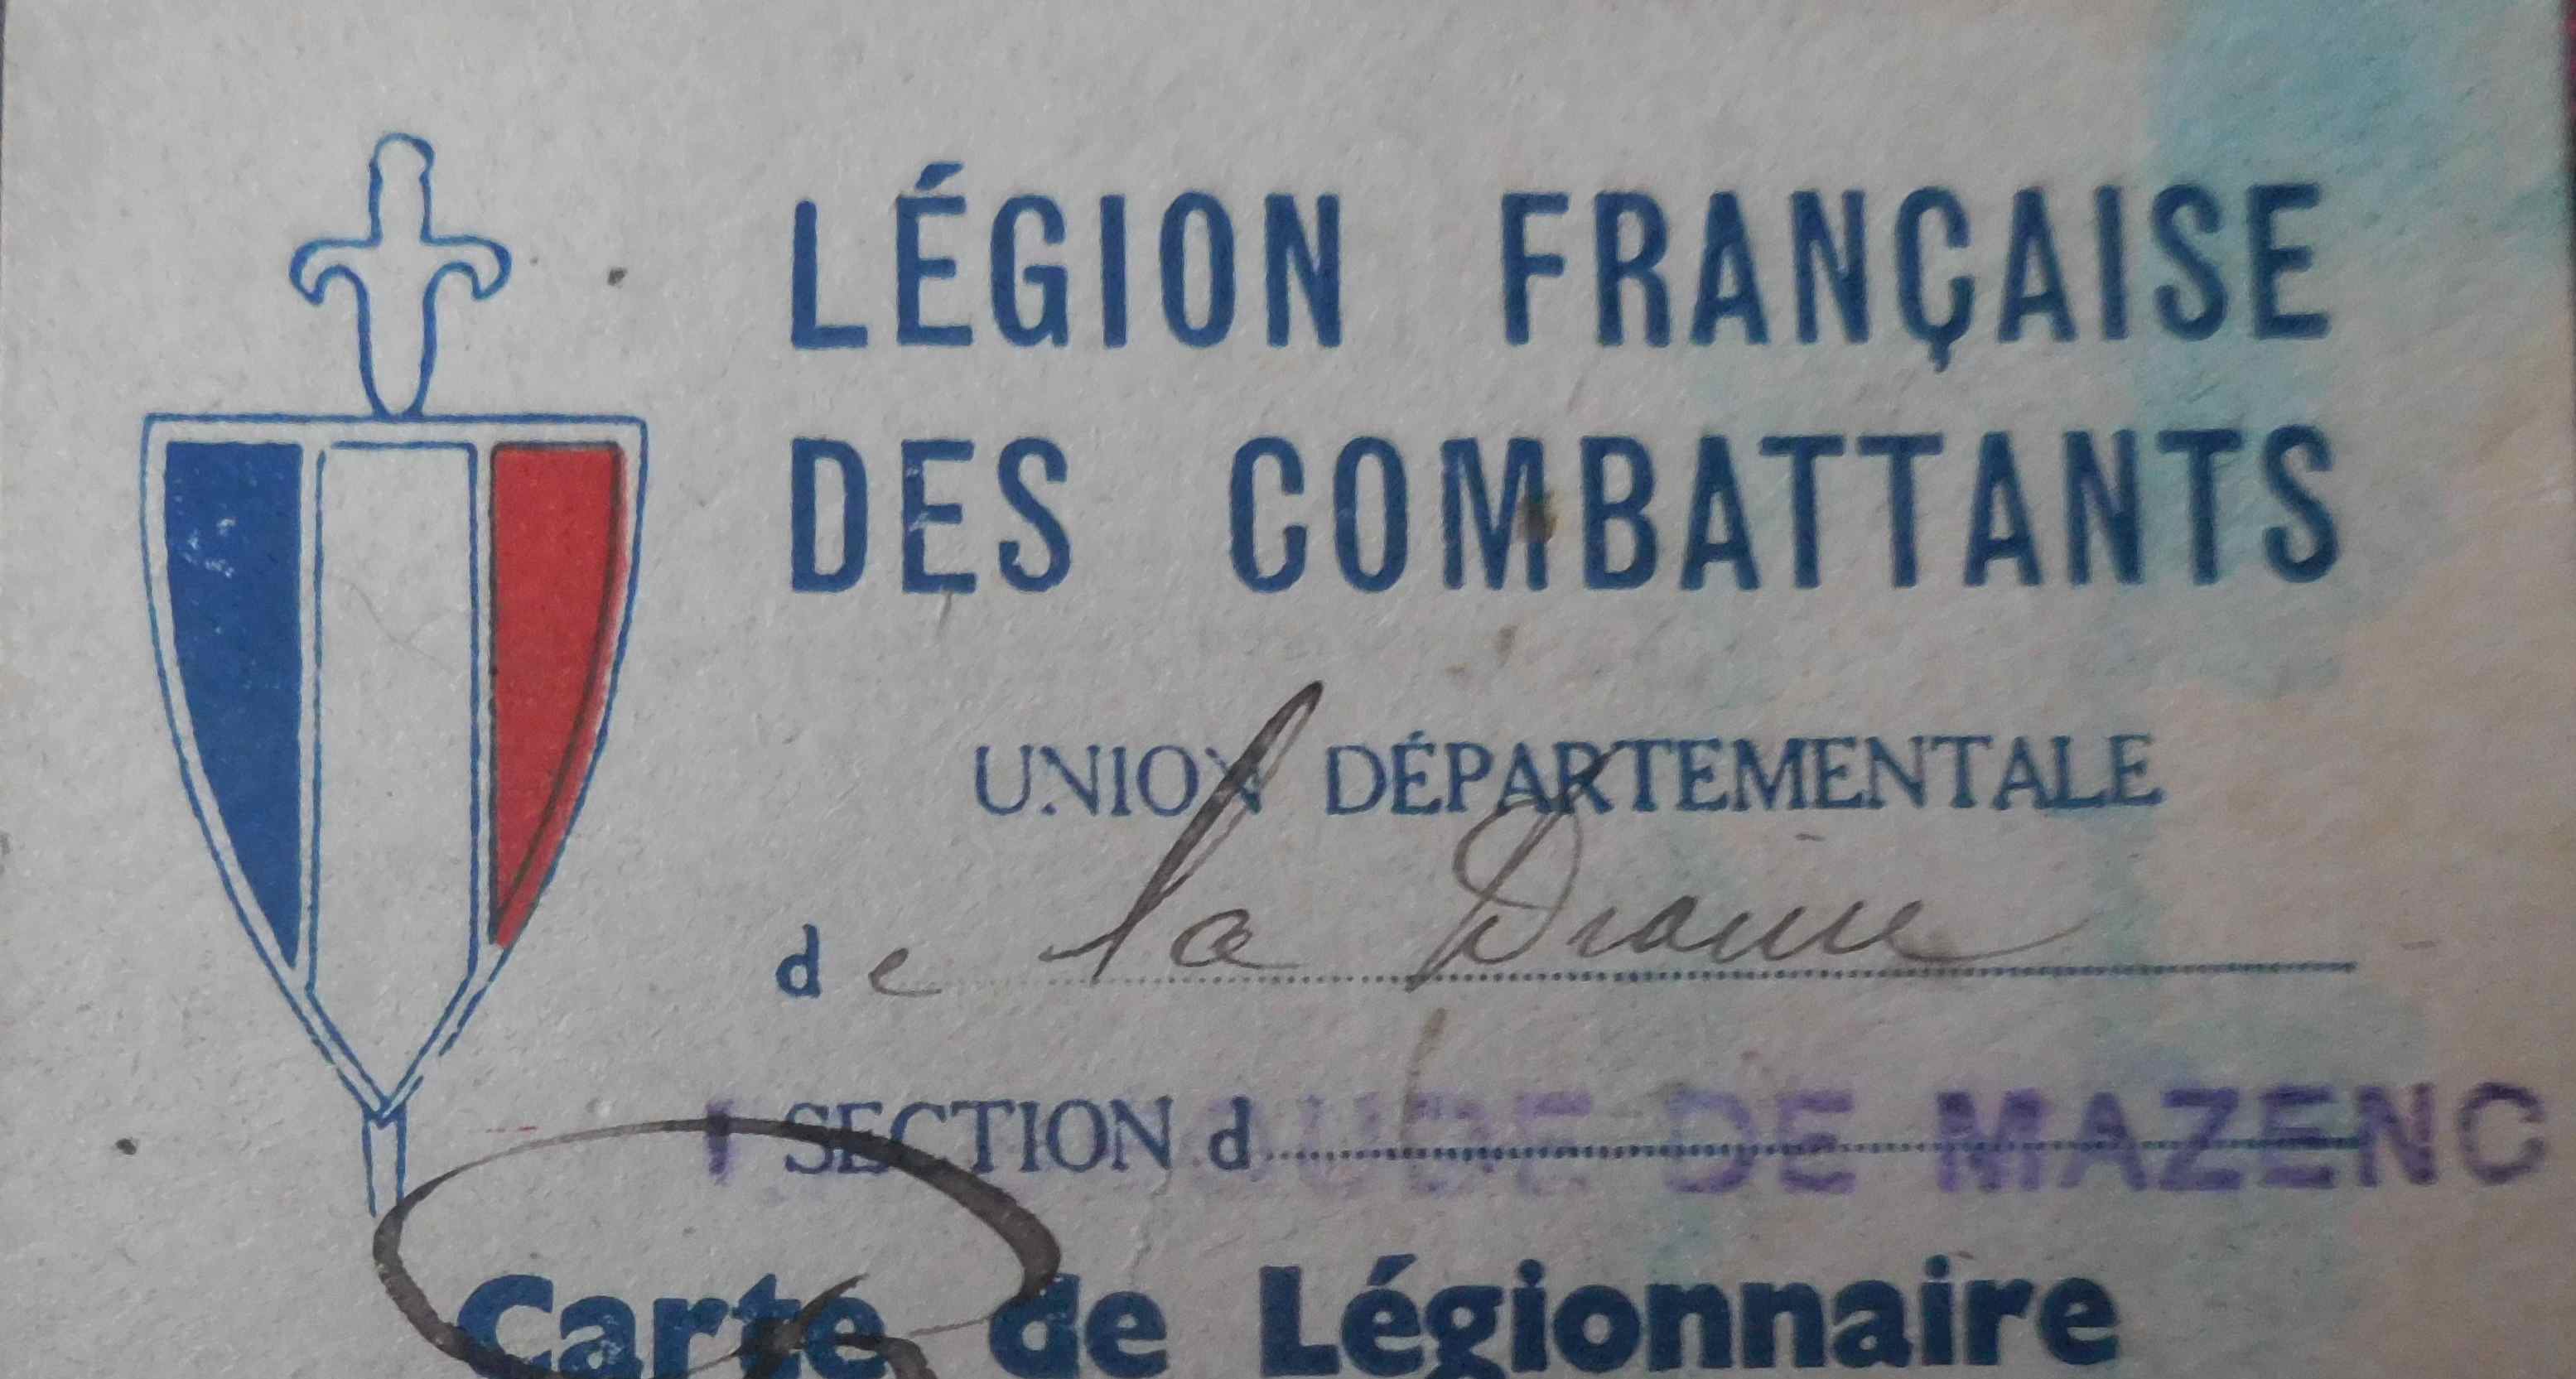 LÉGION FRANÇAISE
DES COMBATTANTS
UNION DÉPARTEMENTALE
de la Drôme
SECTION d DE MAZENC
Carte de Légionnaire